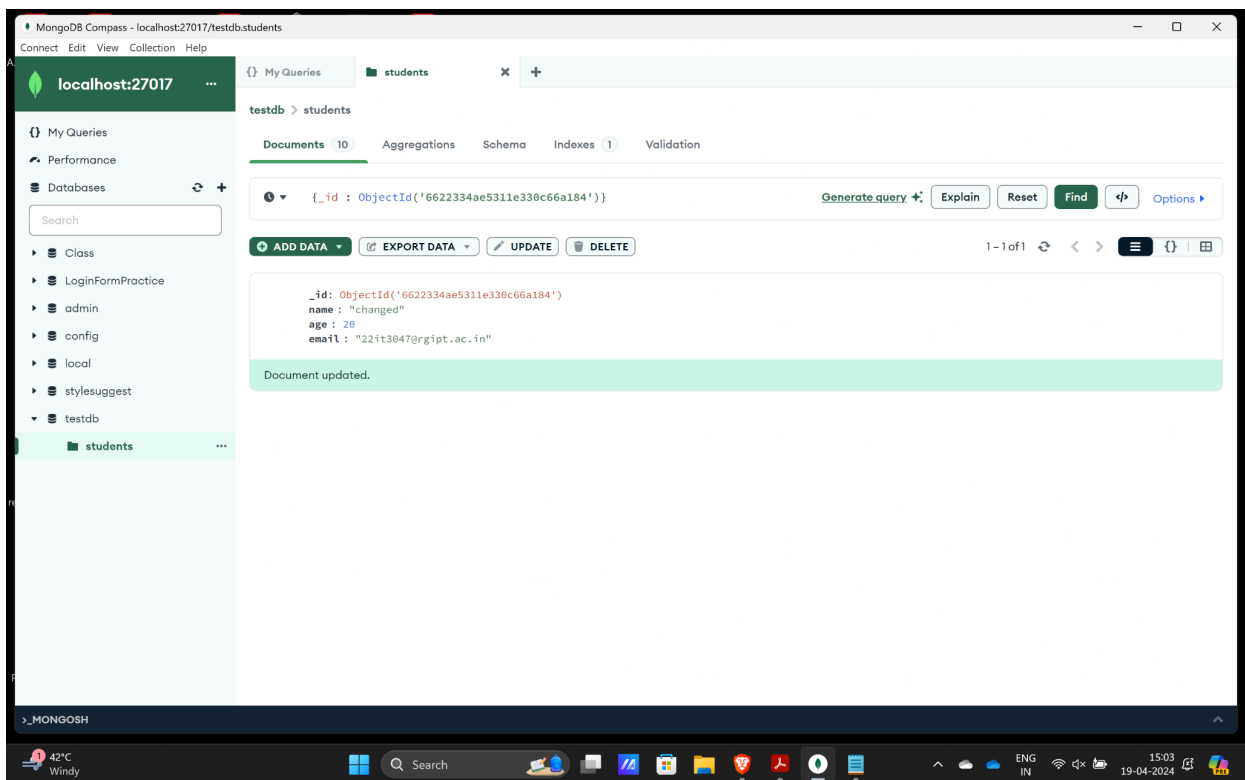 MongoDB Compass - localhost:27017/testdb.students
Connect Edit View Collection Help
localhost:27017 ...
{} My Queries
students
testdb > students
{} My Queries
Performance
Databases
Search
Class
LoginFormPractice
admin
config
local
stylesuggest
testdb
students ...
Documents 10 Aggregations Schema Indexes 1 Validation
{_id : ObjectId('6622334ae5311e330c66a184')}
Generate query Explain Reset Find </> Options
ADD DATA EXPORT DATA UPDATE DELETE
1-1 of 1 {}
_id: ObjectId('6622334ae5311e330c66a184')
name : "changed"
age : 20
email : "22it3047@rgipt.ac.in"
Document updated.
>_MONGOSH
1
42°C
Windy
Search
ENG
IN
15:03
19-04-2024
PRE